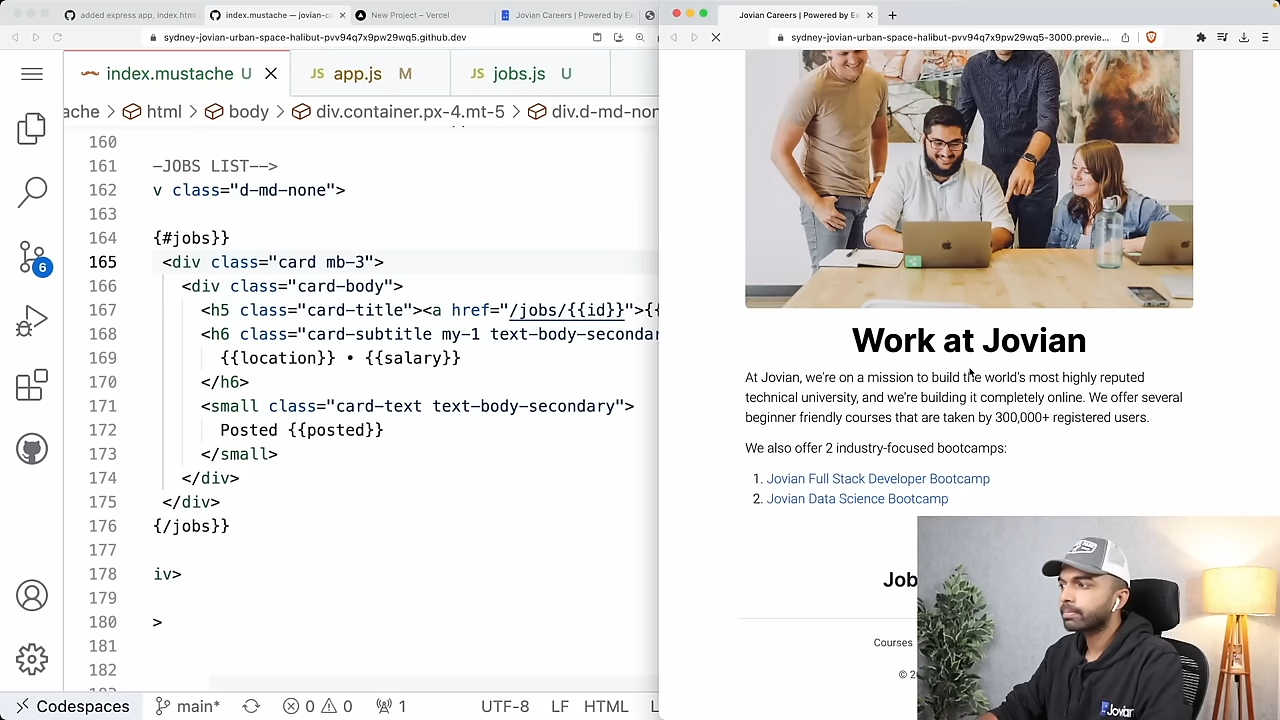 added express app, index.html
index.mustache — jovian-c
New Project – Vercel
Jovian Careers | Powered by Ex
sydney-jovian-urban-space-halibut-pvv94q7x9pw29wq5.github.dev
index.mustache U
app.js M
jobs.js U
ache > html > body > div.container.px-4.mt-5 > div.d-md-nor
160
161 —JOBS LIST-->
162 v class="d-md-none">
163
164 {#jobs}}
165 <div class="card mb-3">
166 <div class="card-body">
167 <h5 class="card-title"><a href="/jobs/{{id}}">{{
168 <h6 class="card-subtitle my-1 text-body-secondar
169 {{location}} • {{salary}}
170 </h6>
171 <small class="card-text text-body-secondary">
172 Posted {{posted}}
173 </small>
174 </div>
175 </div>
176 {/jobs}}
177
178 iv>
179
180 >
181
182
6
Codespaces main* 0 0 1 UTF-8 LF HTML
Jovian Careers | Powered by Ex
sydney-jovian-urban-space-halibut-pvv94q7x9pw29wq5-3000.previe...
Work at Jovian
At Jovian, we're on a mission to build the world's most highly reputed
technical university, and we're building it completely online. We offer several
beginner friendly courses that are taken by 300,000+ registered users.
We also offer 2 industry-focused bootcamps:
1. Jovian Full Stack Developer Bootcamp
2. Jovian Data Science Bootcamp
Job
Courses
© 2
Jovian